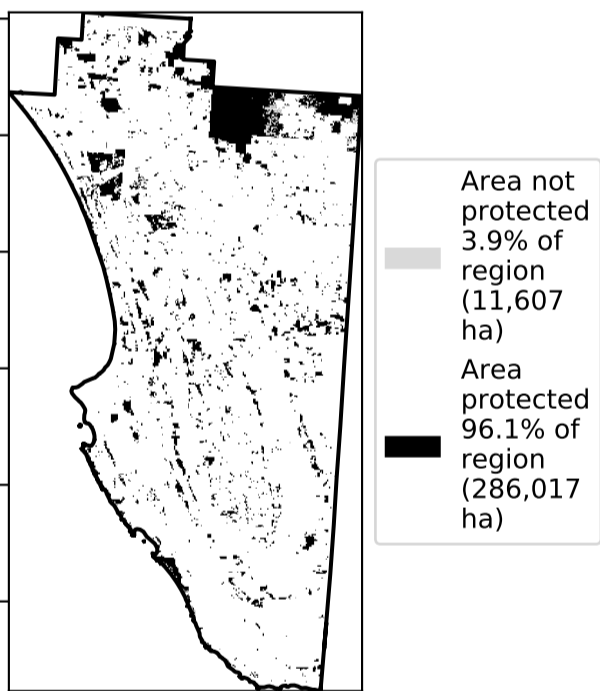 Area not
protected
3.9% of
region
(11,607
ha)
Area
protected
96.1% of
region
(286,017
ha)